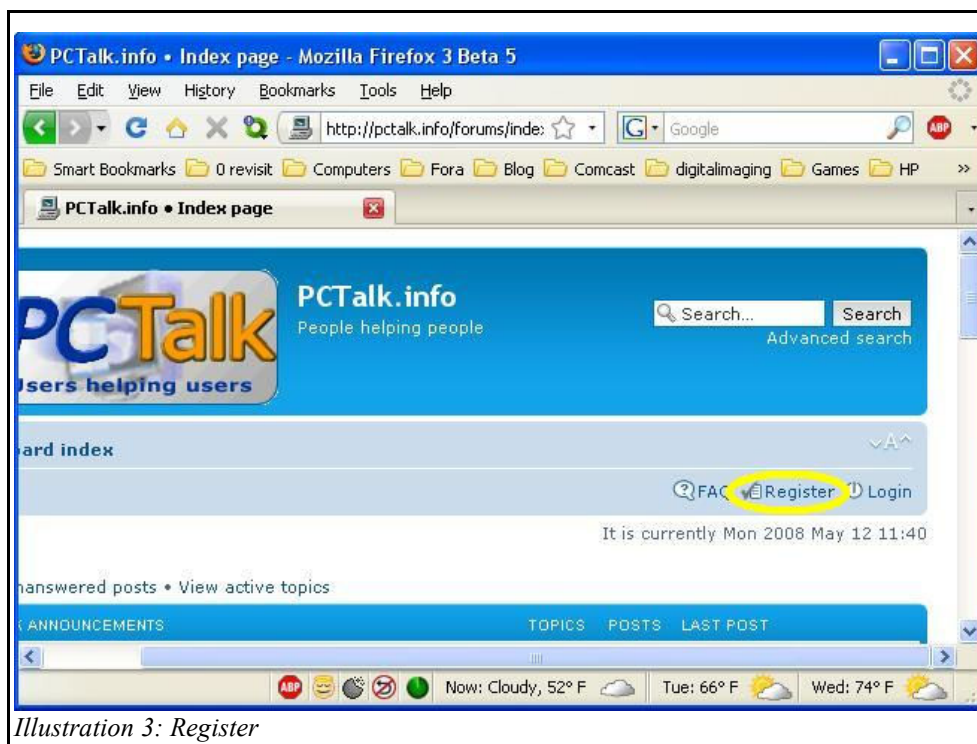 PCTalk.info • Index page - Mozilla Firefox 3 Beta 5
File Edit View History Bookmarks Tools Help
http://pctalk.info/forums/inde: G Google ABP
Smart Bookmarks 0 revisit Computers Fora Blog Comcast digitalimaging Games HP »
PCTalk.info • Index page
PCTalk
Users helping users
PCTalk.info
People helping people
Search... Search
Advanced search
ard index
A
FAQ Register Login
It is currently Mon 2008 May 12 11:40
nanswered posts • View active topics
ANNOUNCEMENTS TOPICS POSTS LAST POST
ABP Now: Cloudy, 52° F Tue: 66° F Wed: 74° F
Illustration 3: Register